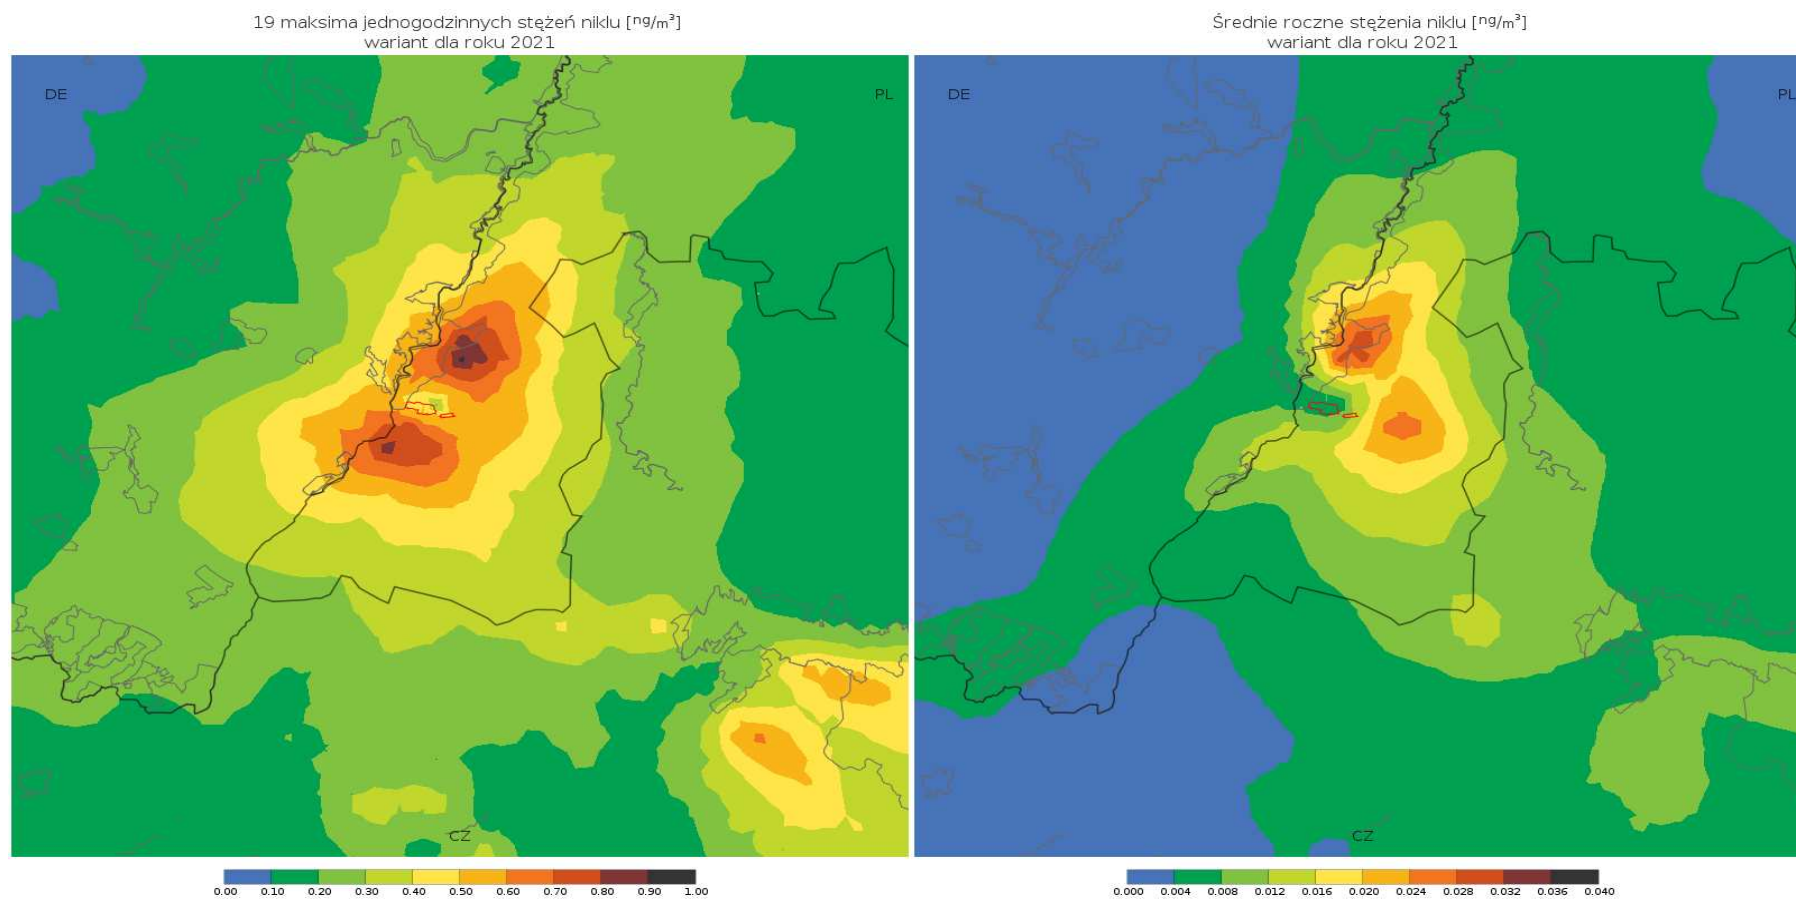 19 maksima jednogodzinnych stężeń niklu [ng/m³]
wariant dla roku 2021
DE
PL
CZ
0.00 0.10 0.20 0.30 0.40 0.50 0.60 0.70 0.80 0.90 1.00
Średnie roczne stężenia niklu [ng/m³]
wariant dla roku 2021
DE
PL
CZ
0.000 0.004 0.008 0.012 0.016 0.020 0.024 0.028 0.032 0.036 0.040